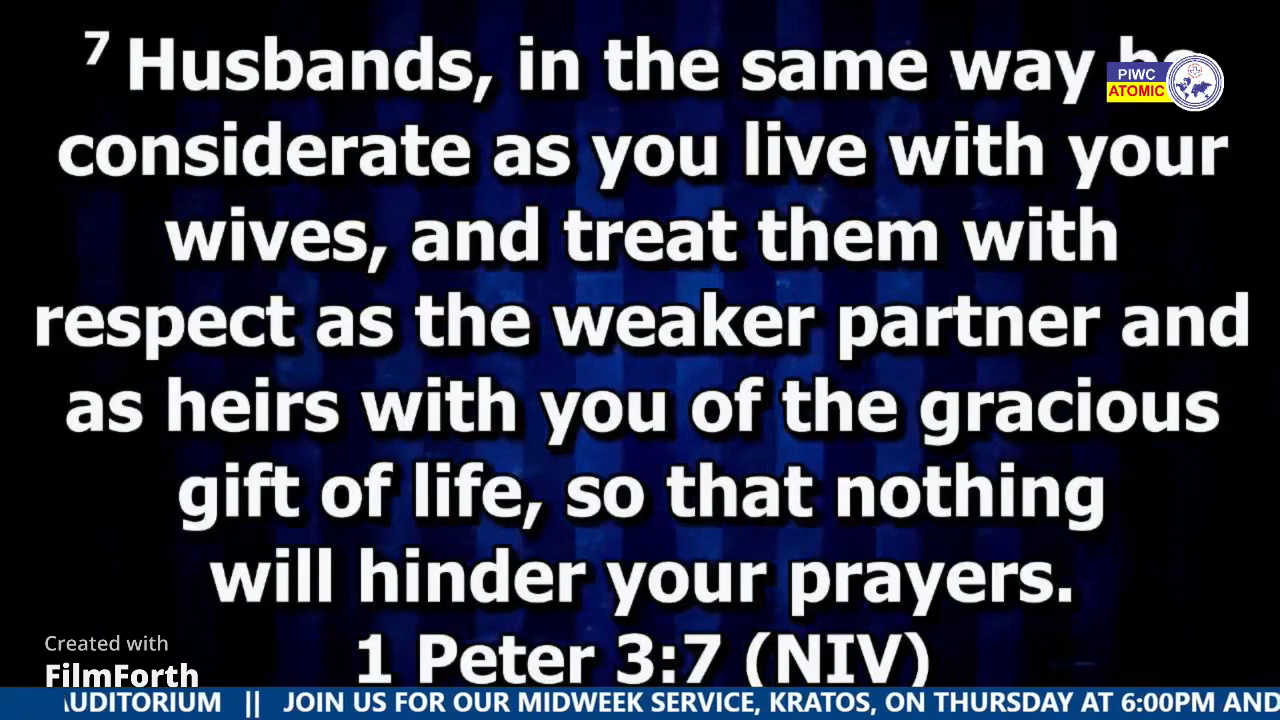 7 Husbands, in the same way be
PIWC
ATOMIC
considerate as you live with your
wives, and treat them with
respect as the weaker partner and
as heirs with you of the gracious
gift of life, so that nothing
will hinder your prayers.
1 Peter 3:7 (NIV)
Created with
FilmForth
AUDITORIUM || JOIN US FOR OUR MIDWEEK SERVICE, KRATOS, ON THURSDAY AT 6:00PM AND